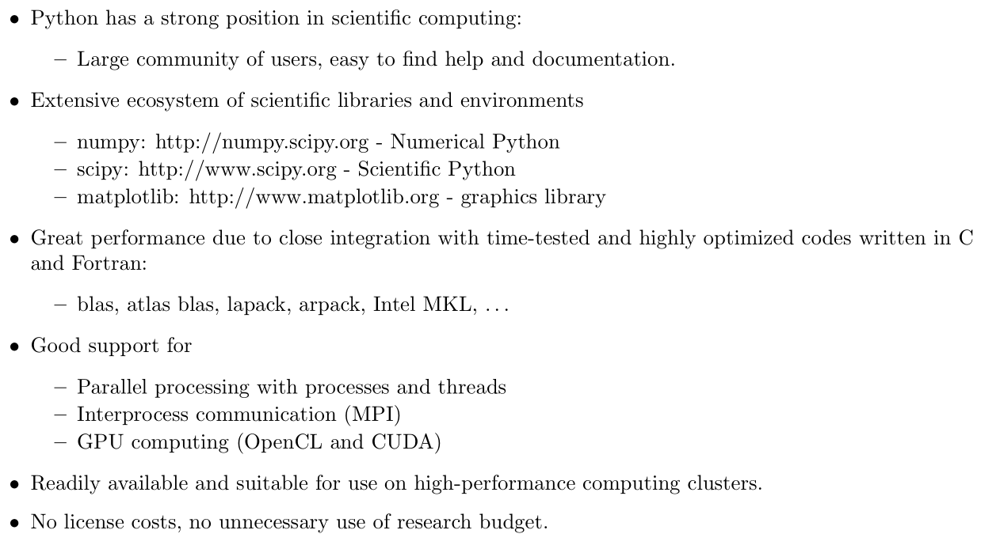 • Python has a strong position in scientific computing:
– Large community of users, easy to find help and documentation.
• Extensive ecosystem of scientific libraries and environments
– numpy: http://numpy.scipy.org - Numerical Python
– scipy: http://www.scipy.org - Scientific Python
– matplotlib: http://www.matplotlib.org - graphics library
• Great performance due to close integration with time-tested and highly optimized codes written in C
and Fortran:
– blas, atlas blas, lapack, arpack, Intel MKL, ...
• Good support for
– Parallel processing with processes and threads
– Interprocess communication (MPI)
– GPU computing (OpenCL and CUDA)
• Readily available and suitable for use on high-performance computing clusters.
• No license costs, no unnecessary use of research budget.